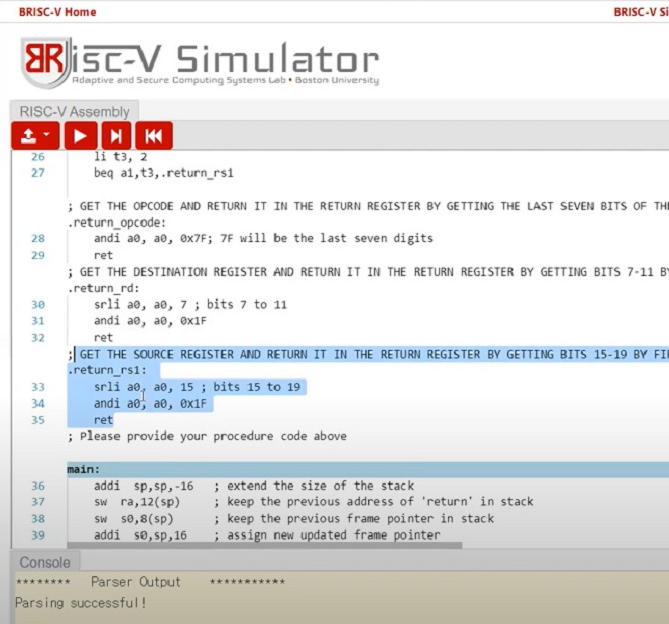 BRISC-V Home
BRISC-V Si
BRISC-V Simulator
Adaptive and Secure Computing Systems Lab • Boston University
RISC-V Assembly
26 li t3, 2
27 beq a1,t3,.return_rs1
; GET THE OPCODE AND RETURN IT IN THE RETURN REGISTER BY GETTING THE LAST SEVEN BITS OF THE
.return_opcode:
28 andi a0, a0, 0x7F; 7F will be the last seven digits
29 ret
; GET THE DESTINATION REGISTER AND RETURN IT IN THE RETURN REGISTER BY GETTING BITS 7-11 BY
.return_rd:
30 srli a0, a0, 7 ; bits 7 to 11
31 andi a0, a0, 0x1F
32 ret
; GET THE SOURCE REGISTER AND RETURN IT IN THE RETURN REGISTER BY GETTING BITS 15-19 BY FI
.return_rs1:
33 srli a0, a0, 15 ; bits 15 to 19
34 andi a0, a0, 0x1F
35 ret
; Please provide your procedure code above
main:
36 addi sp,sp,-16 ; extend the size of the stack
37 sw ra,12(sp) ; keep the previous address of 'return' in stack
38 sw s0,8(sp) ; keep the previous frame pointer in stack
39 addi s0,sp,16 ; assign new updated frame pointer
Console
******** Parser Output ***********
Parsing successful!